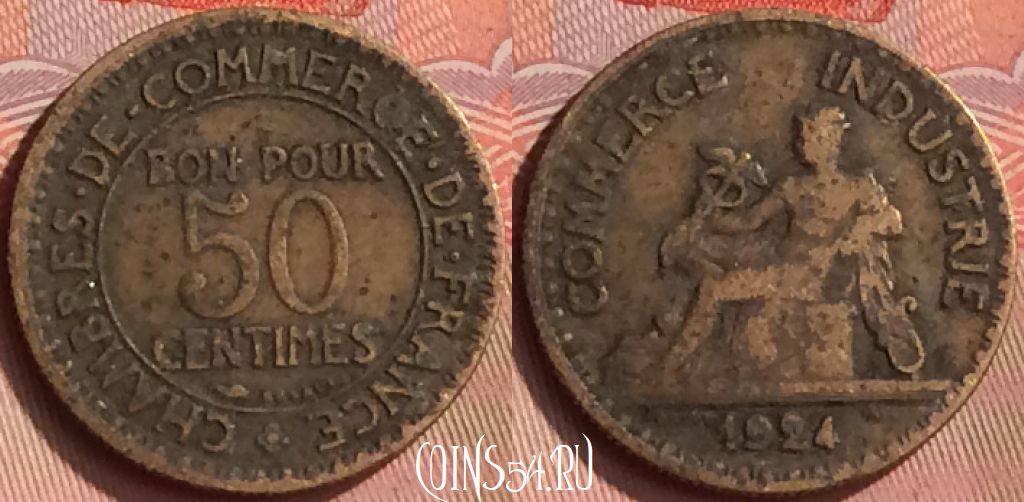 CHAMBRES · DE · COMMERCE · DE · FRANCE
BON POUR
50
CENTIMES
COMMERCE INDUSTRIE
1924
COINS54.RU